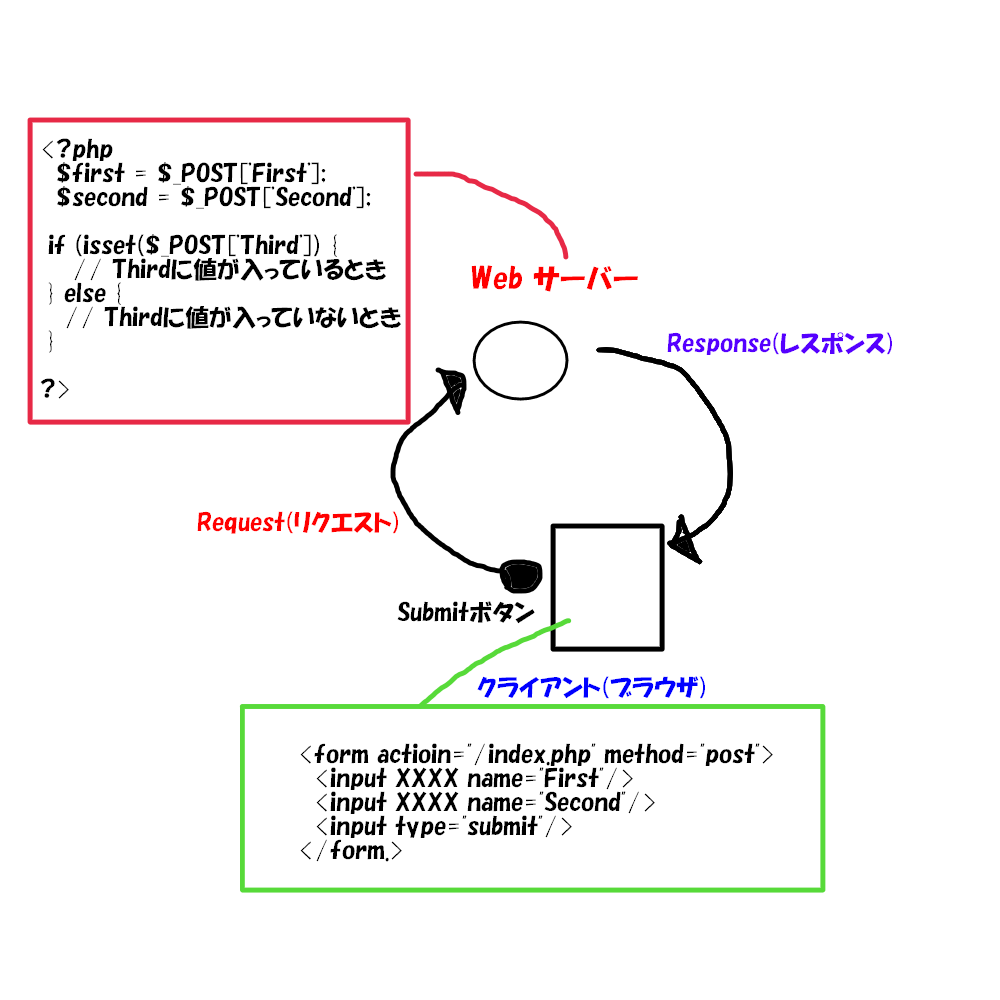 <?php
$first = $_POST['First']:
$second = $_POST['Second']:
if (isset($_POST['Third']) {
// Thirdに値が入っているとき
} else {
// Thirdに値が入っていないとき
}
?>
Web サーバー
Response(レスポンス)
Request(リクエスト)
Submitボタン
クライアント(ブラウザ)
<form actioin="/index.php" method="post">
<input XXXX name="First"/>
<input XXXX name="Second"/>
<input type="submit"/>
</form.>